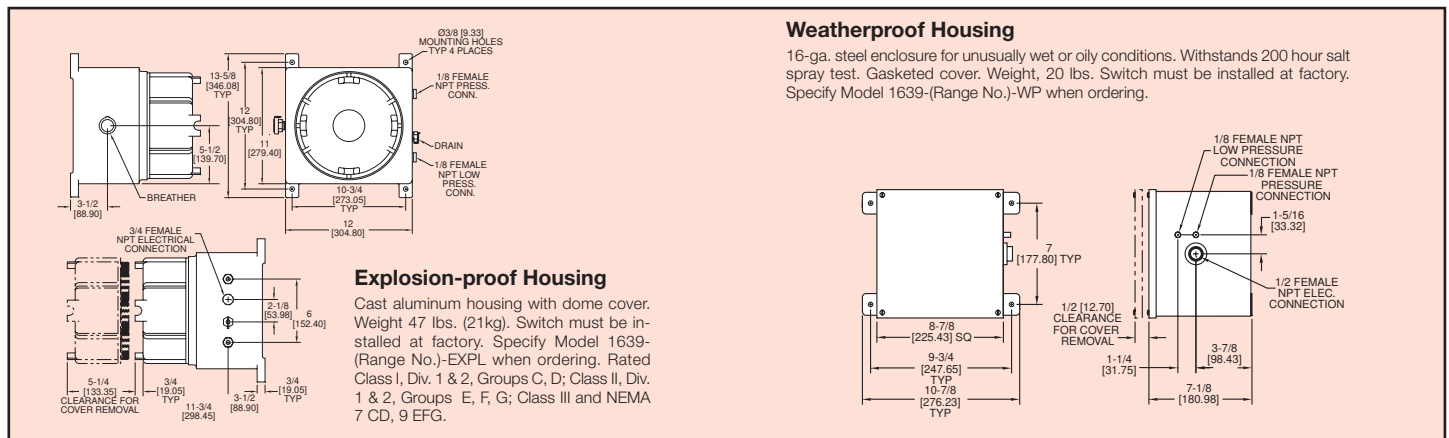 Ø3/8 [9.33]
MOUNTING HOLES
TYP 4 PLACES
1/8 FEMALE
NPT PRESS.
CONN.
13-5/8
[346.08]
TYP
12
[304.80]
TYP
11
[279.40]
5-1/2
[139.70]
DRAIN
1/8 FEMALE
NPT LOW
PRESS.
CONN.
BREATHER
3-1/2
[88.90]
10-3/4
[273.05]
TYP
12
[304.80]
3/4 FEMALE
NPT ELECTRICAL
CONNECTION
2-1/8
[53.98]
6
[152.40]
5-1/4
[133.35]
CLEARANCE FOR
COVER REMOVAL
3/4
[19.05]
TYP
11-3/4
[298.45]
3-1/2
[88.90]
3/4
[19.05]
TYP
Explosion-proof Housing
Cast aluminum housing with dome cover.
Weight 47 lbs. (21kg). Switch must be in-
stalled at factory. Specify Model 1639-
(Range No.)-EXPL when ordering. Rated
Class I, Div. 1 & 2, Groups C, D; Class II, Div.
1 & 2, Groups E, F, G; Class III and NEMA
7 CD, 9 EFG.
Weatherproof Housing
16-ga. steel enclosure for unusually wet or oily conditions. Withstands 200 hour salt
spray test. Gasketed cover. Weight, 20 lbs. Switch must be installed at factory.
Specify Model 1639-(Range No.)-WP when ordering.
7
[177.80] TYP
8-7/8
[225.43] SQ
9-3/4
[247.65]
TYP
10-7/8
[276.23]
TYP
1/8 FEMALE NPT
LOW PRESSURE
CONNECTION
1/8 FEMALE NPT
PRESSURE
CONNECTION
1-5/16
[33.32]
1/2 FEMALE
NPT ELEC.
CONNECTION
1/2 [12.70]
CLEARANCE
FOR COVER
REMOVAL
1-1/4
[31.75]
3-7/8
[98.43]
7-1/8
[180.98]